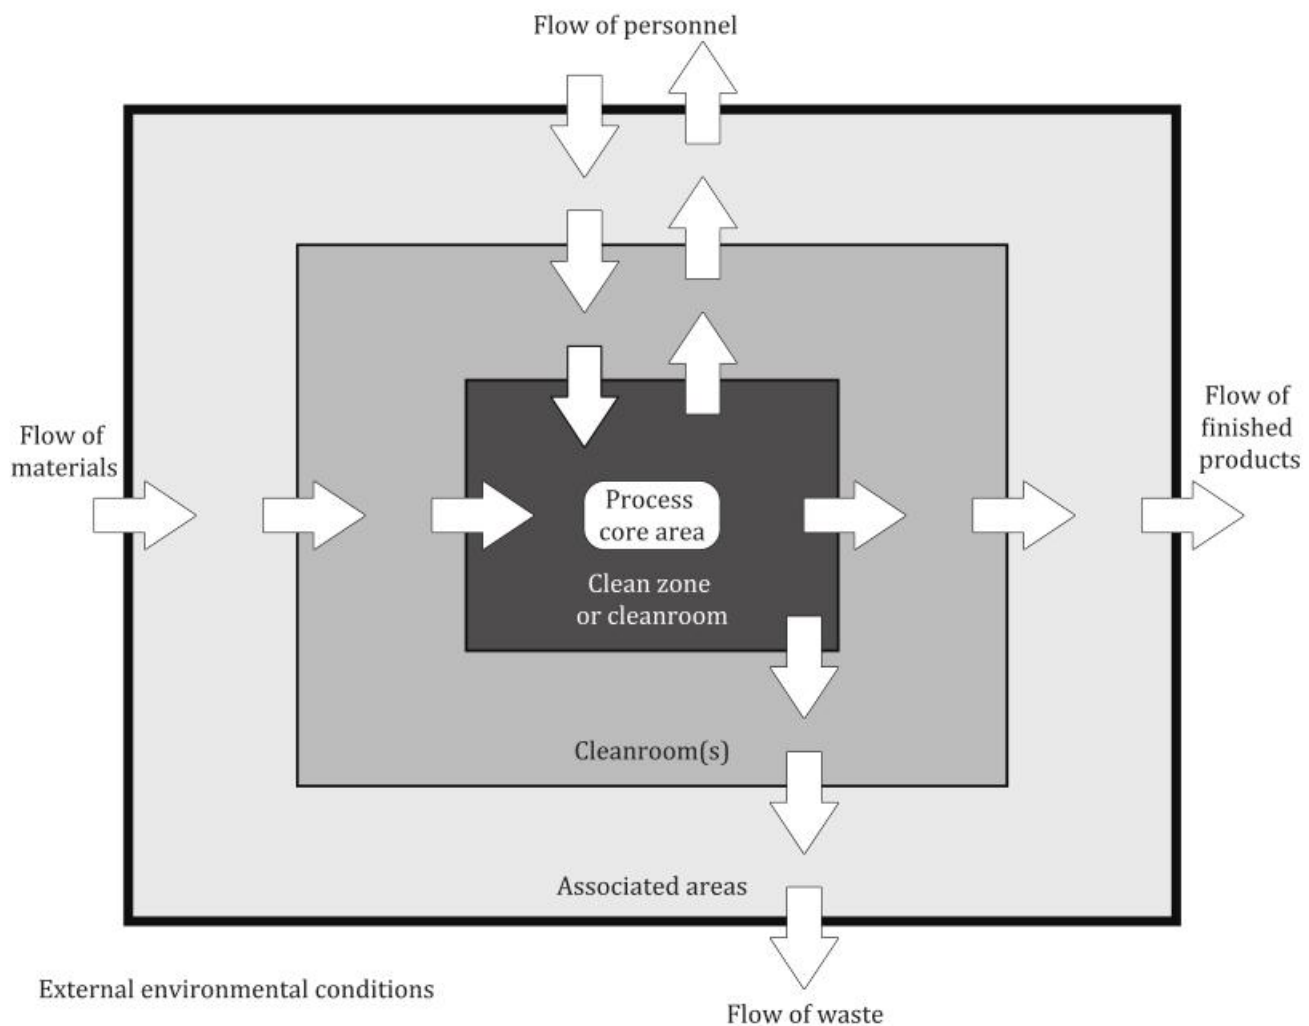 Flow of personnel
Flow of
materials
Flow of
finished
products
Process
core area
Clean zone
or cleanroom
Cleanroom(s)
Associated areas
External environmental conditions
Flow of waste